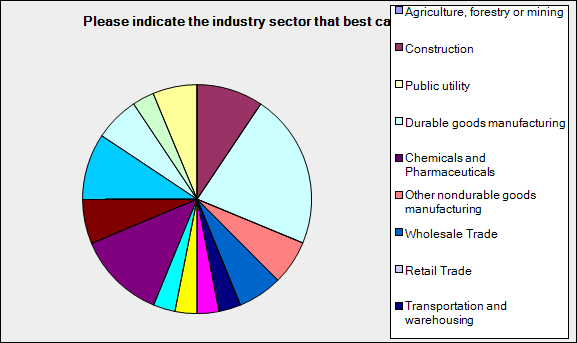 Please indicate the industry sector that best ca
Agriculture, forestry or mining
Construction
Public utility
Durable goods manufacturing
Chemicals and
Pharmaceuticals
Other nondurable goods
manufacturing
Wholesale Trade
Retail Trade
Transportation and
warehousing